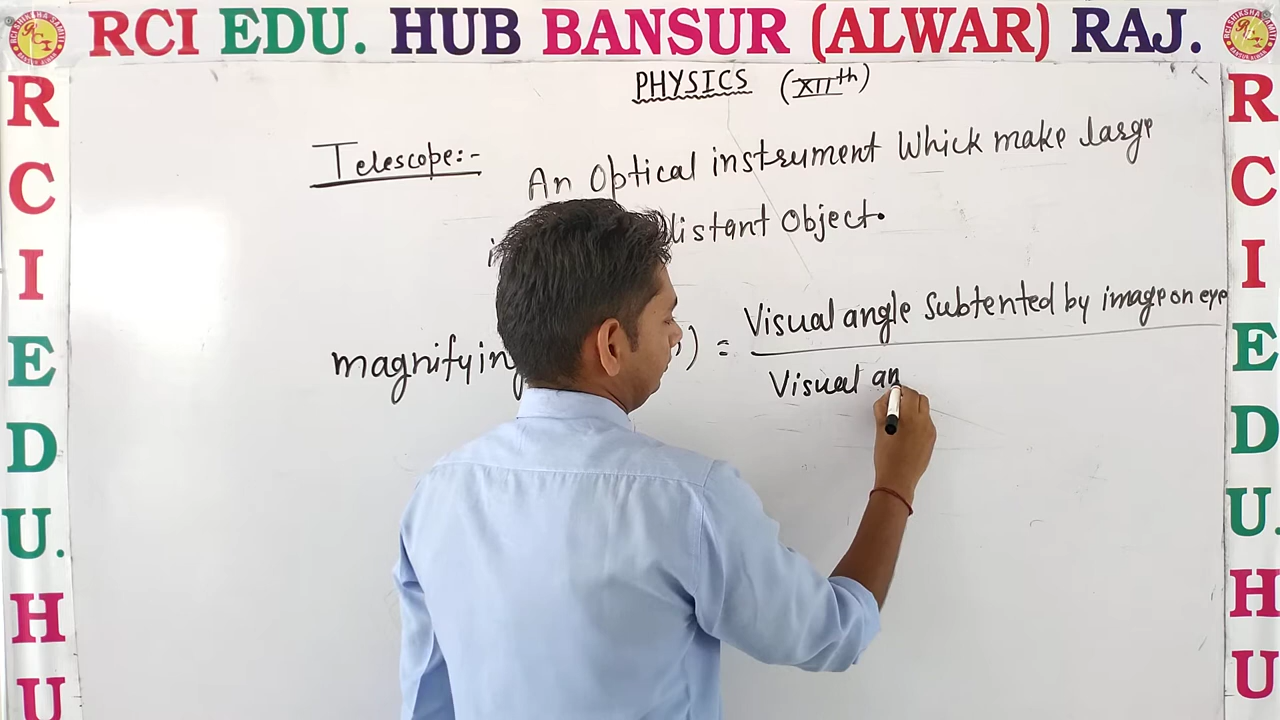 RCI EDU. HUB BANSUR (ALWAR) RAJ.
PHYSICS (XIIth)
Telescope:- An Optical instrument Which make large
distant Object.
magnifying ) = Visual angle Subtented by image on eye
Visual an
R
C
I
E
D
U.
H
U
R
C
I
E
D
U.
H
U